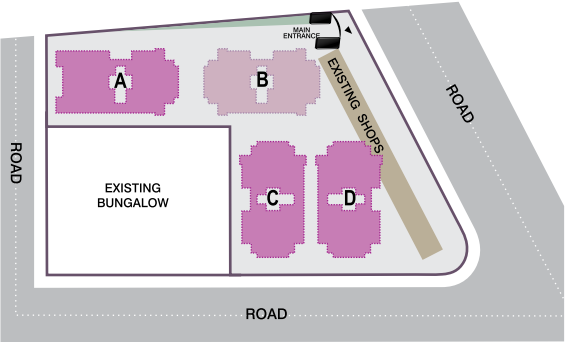 MAIN
ENTRANCE
A
B
EXISTING SHOPS
ROAD
ROAD
EXISTING
BUNGALOW
C
D
ROAD